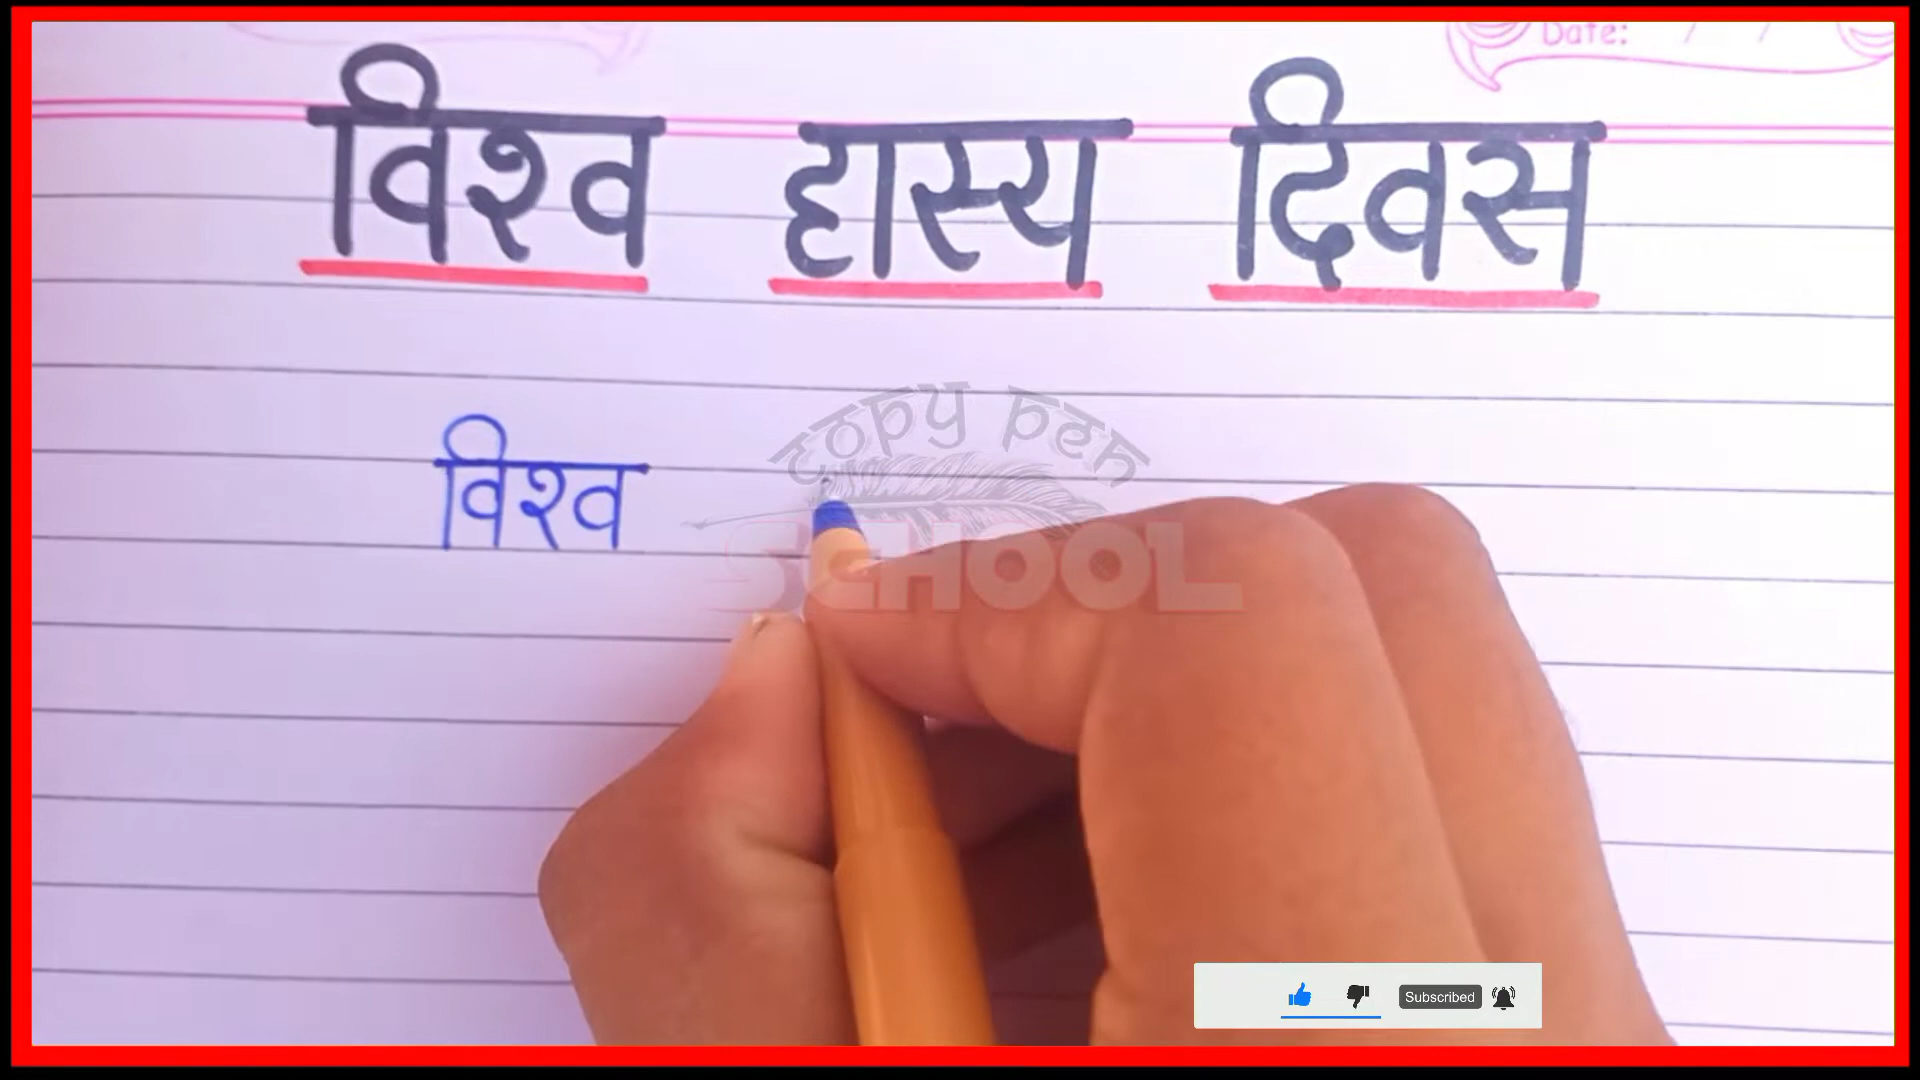 Date: / /
विश्व हास्य दिवस
विश्व
copy pen
SCHOOL
Subscribed